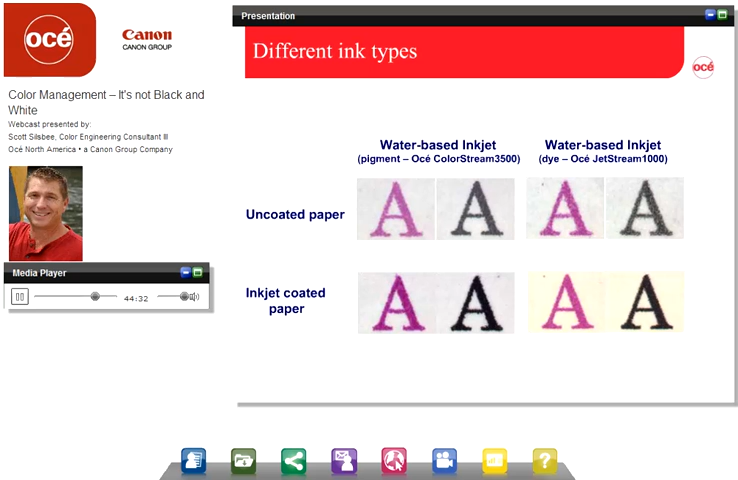 océ
Canon
CANON GROUP
Color Management – It's not Black and
White
Webcast presented by:
Scott Silsbee, Color Engineering Consultant III
Océ North America • a Canon Group Company
Media Player
44:32
Presentation
Different ink types
océ
Water-based Inkjet
(pigment – Océ ColorStream3500)
Water-based Inkjet
(dye – Océ JetStream1000)
Uncoated paper
A A A A
Inkjet coated
paper
A A A A
?